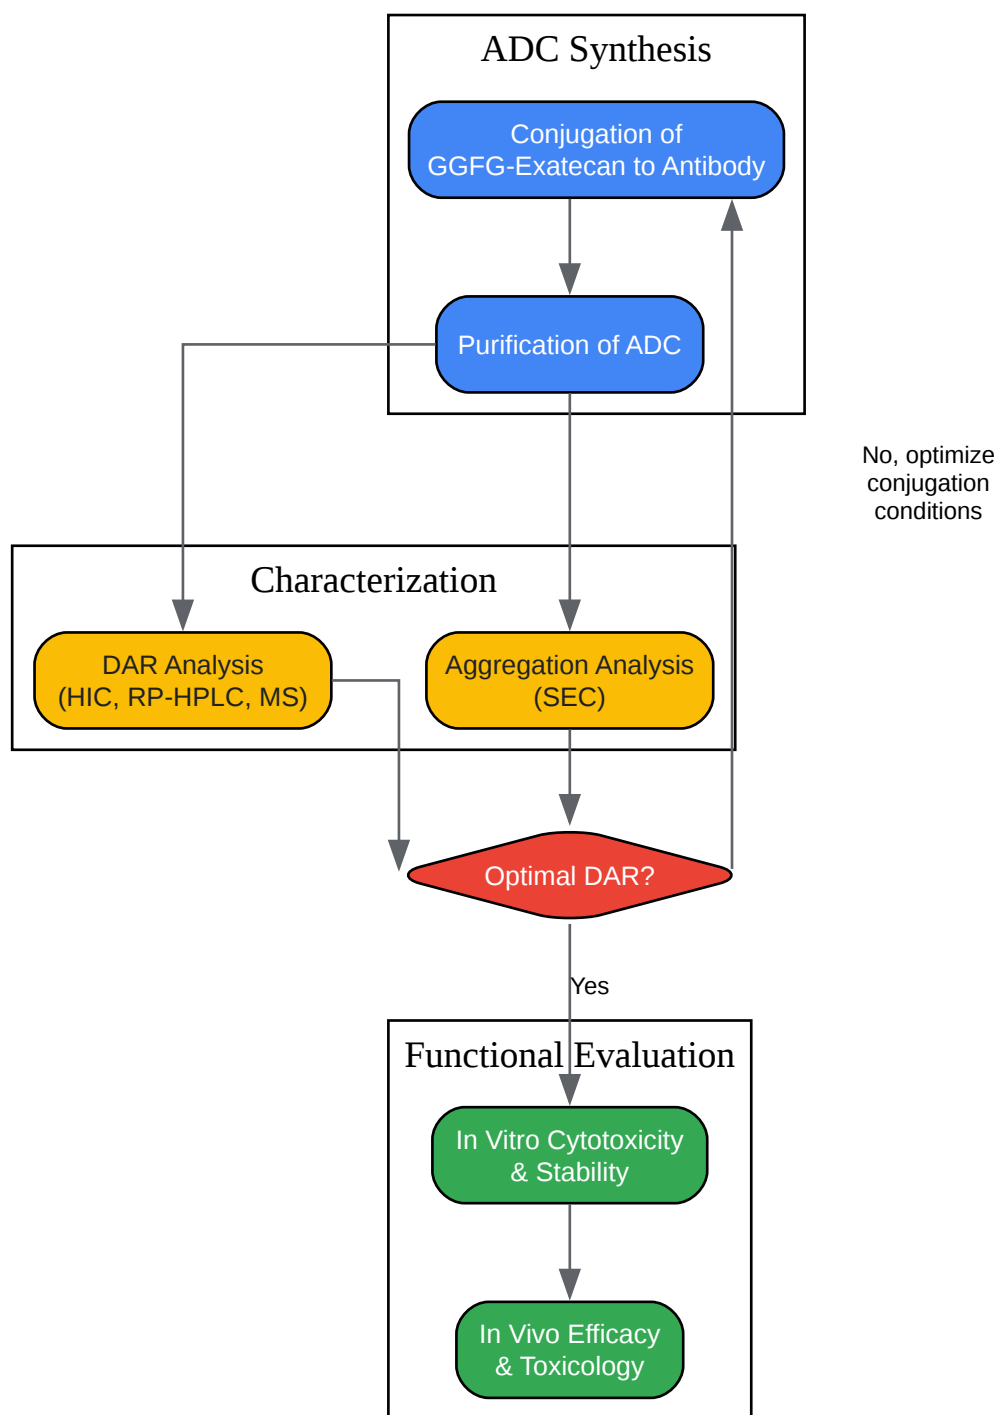 ADC Synthesis
Conjugation of
GGFG-Exatecan to Antibody
Purification of ADC
No, optimize
conjugation
conditions
Characterization
DAR Analysis
(HIC, RP-HPLC, MS)
Aggregation Analysis
(SEC)
Optimal DAR?
Yes
Functional Evaluation
In Vitro Cytotoxicity
& Stability
In Vivo Efficacy
& Toxicology